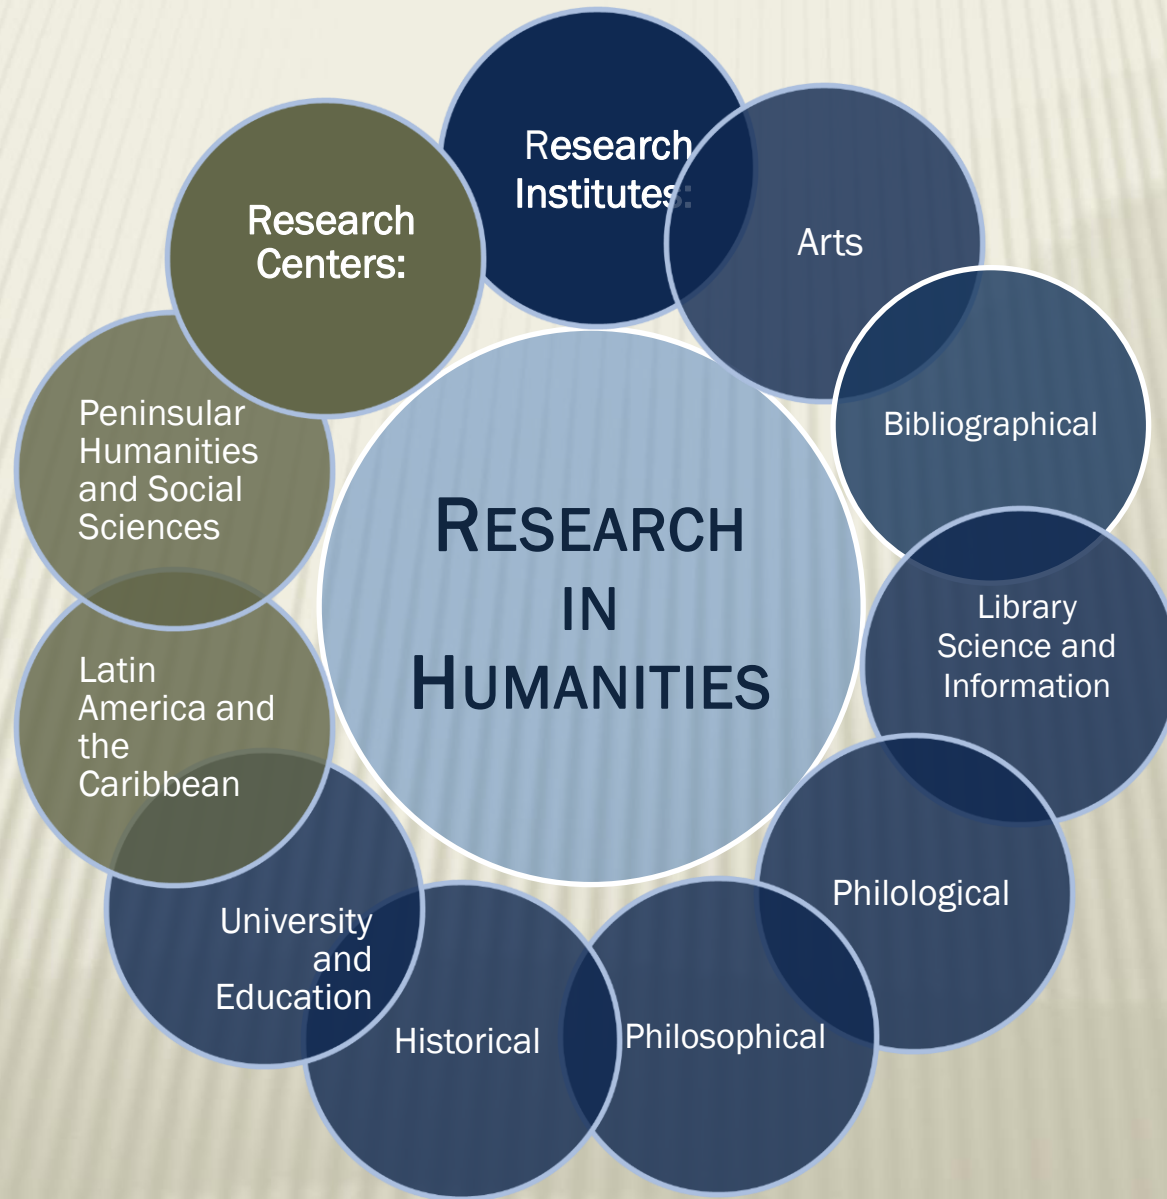 Research
Institutes:
Arts
Bibliographical
Library
Science and
Information
Philological
Philosophical
Historical
University
and
Education
Latin
America and
the
Caribbean
Peninsular
Humanities
and Social
Sciences
Research
Centers:
RESEARCH
IN
HUMANITIES